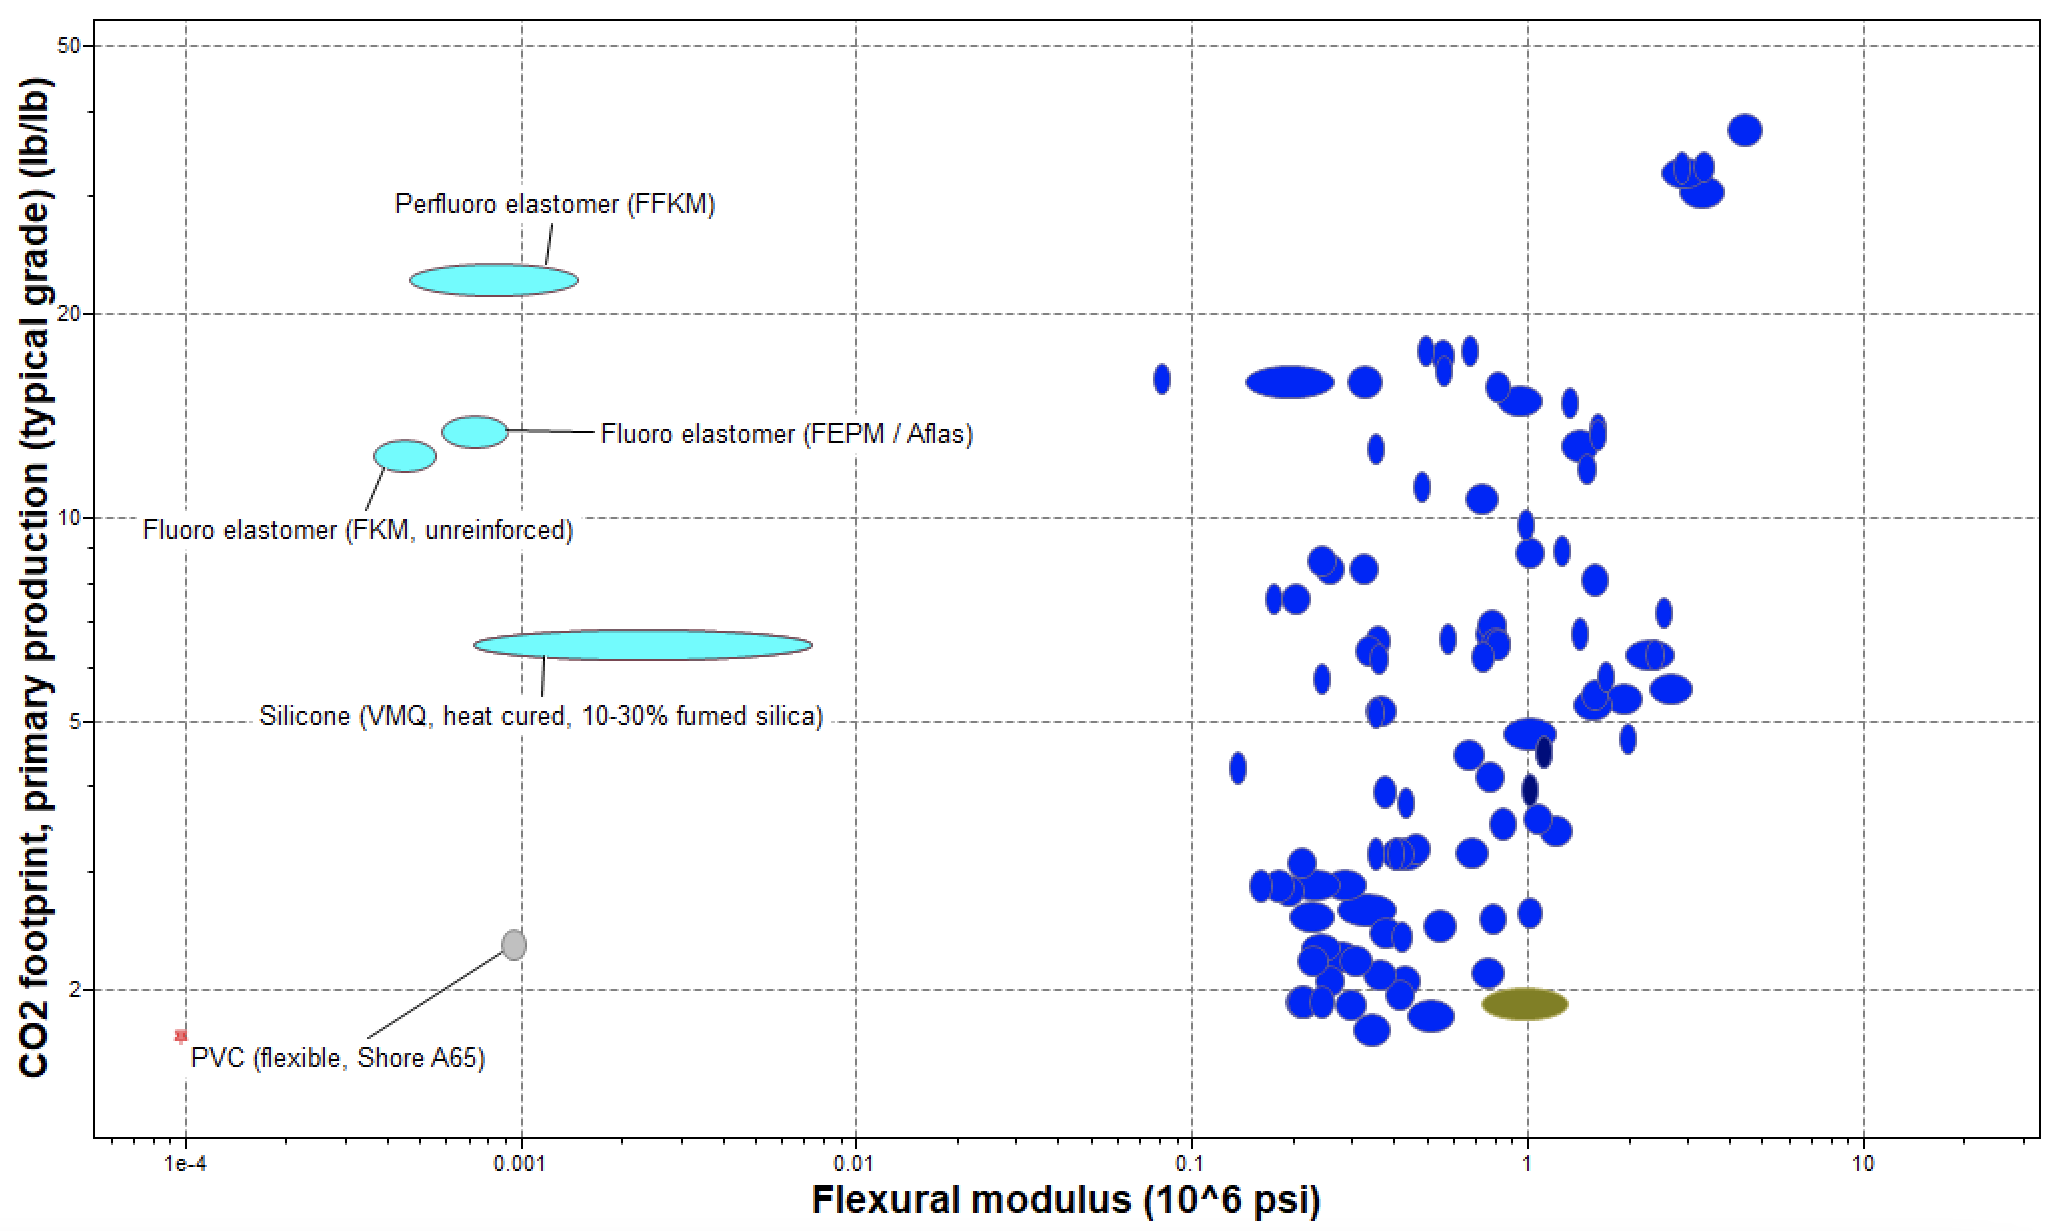 CO2 footprint, primary production (typical grade) (lb/lb)
50
20
10
5
2
Perfluoro elastomer (FFKM)
Fluoro elastomer (FEPM / Aflas)
Fluoro elastomer (FKM, unreinforced)
Silicone (VMQ, heat cured, 10-30% fumed silica)
PVC (flexible, Shore A65)
1e-4
0.001
0.01
0.1
1
10
Flexural modulus (10^6 psi)